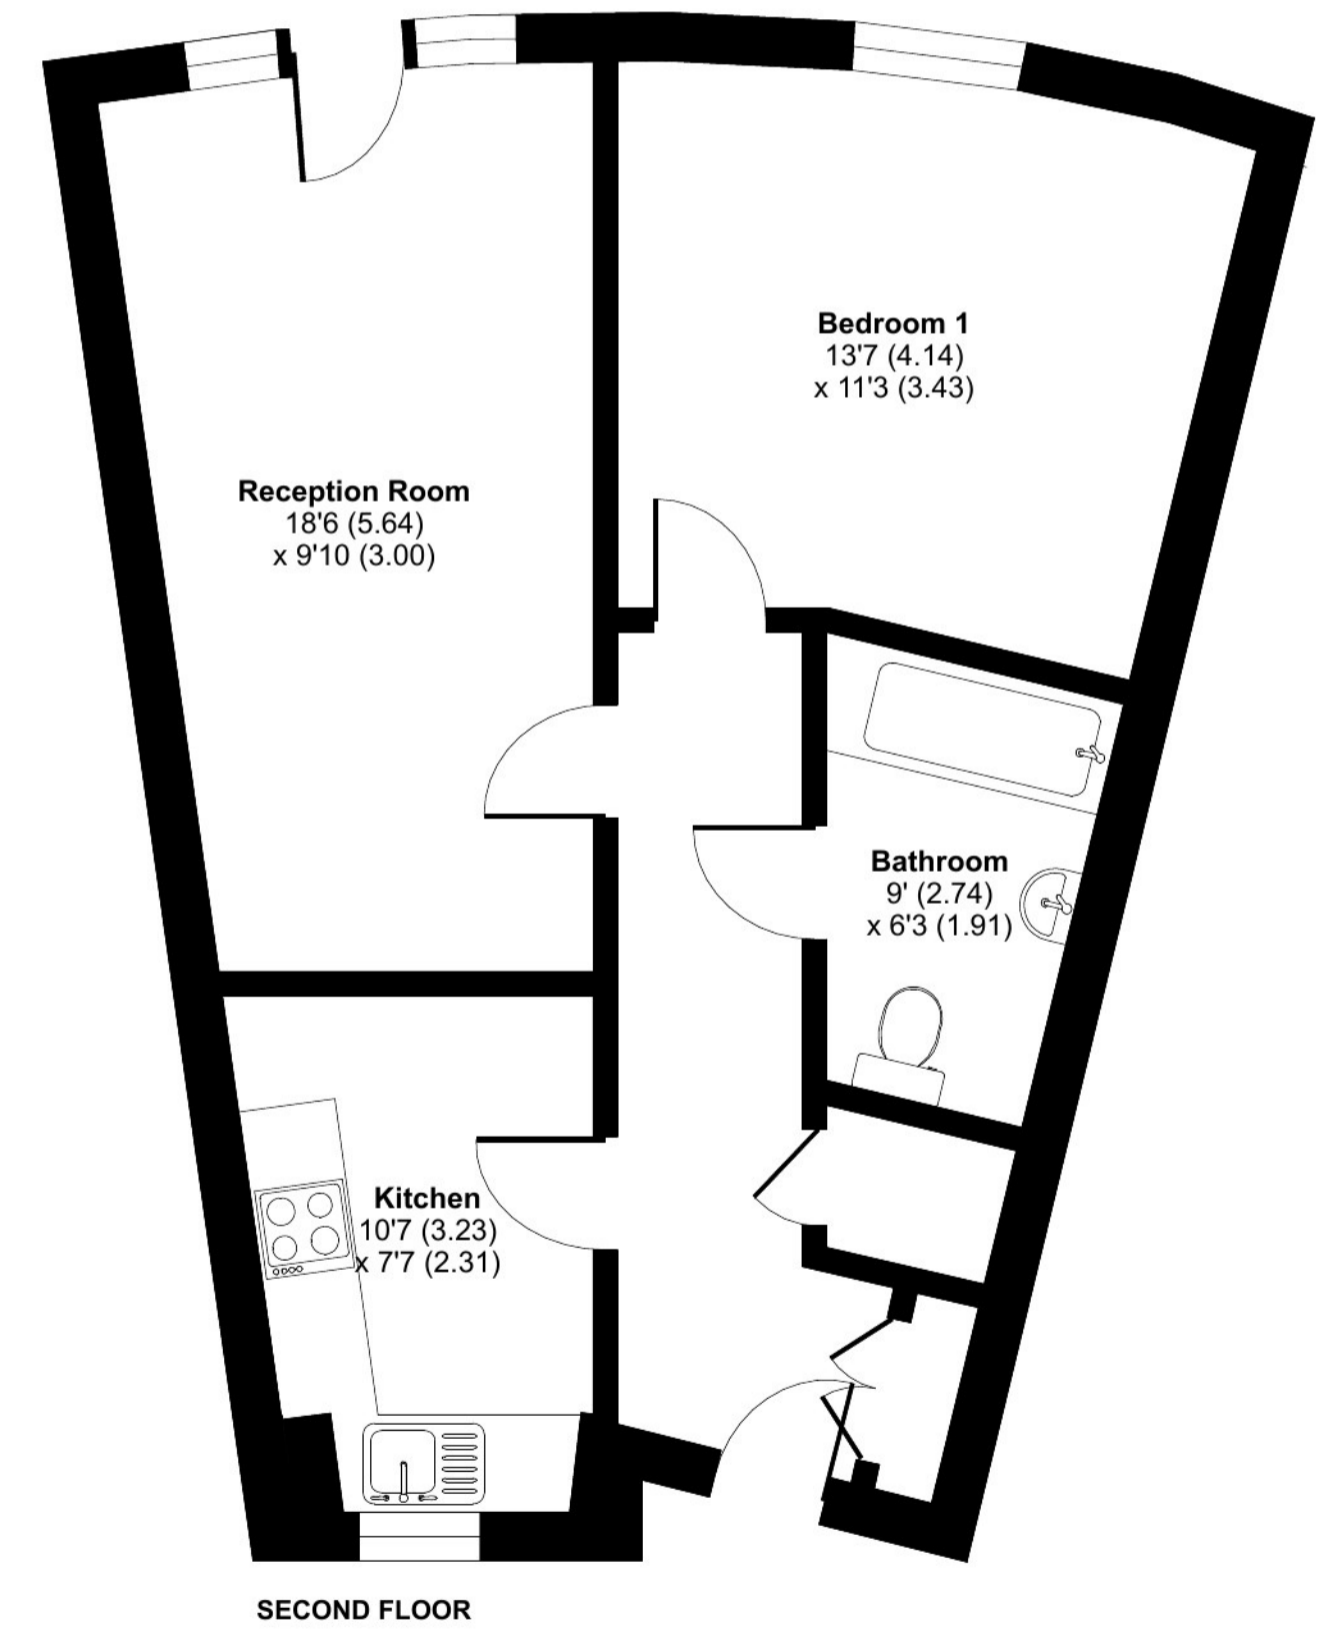 Bedroom 1
13'7 (4.14)
x 11'3 (3.43)
Reception Room
18'6 (5.64)
x 9'10 (3.00)
Bathroom
9' (2.74)
x 6'3 (1.91)
Kitchen
10'7 (3.23)
x 7'7 (2.31)
SECOND FLOOR